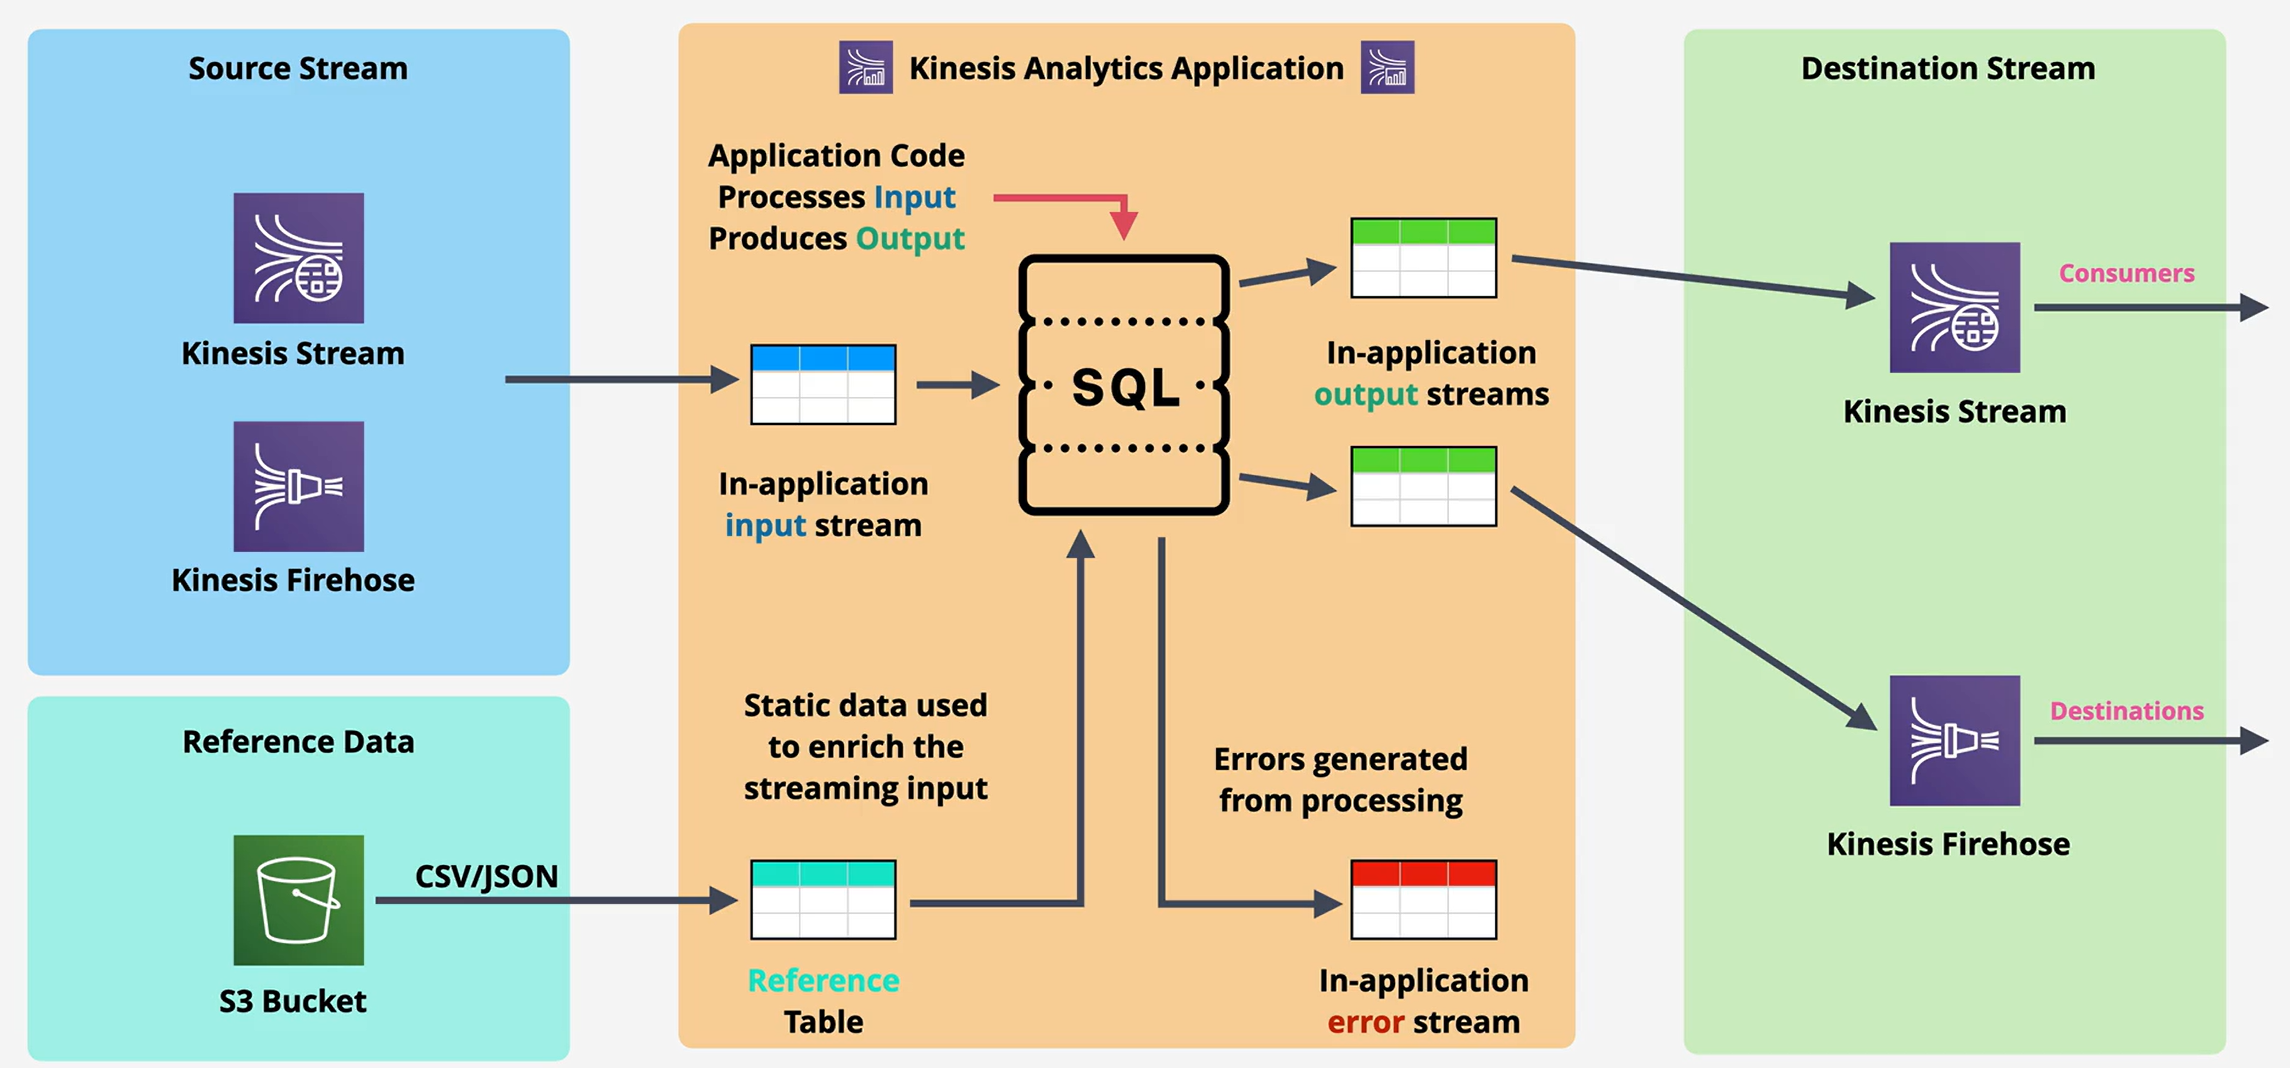 Source Stream
Kinesis Stream
Kinesis Firehose
Reference Data
CSV/JSON
S3 Bucket
Kinesis Analytics Application
Application Code
Processes Input
Produces Output
In-application
input stream
SQL
In-application
output streams
Static data used
to enrich the
streaming input
Errors generated
from processing
Reference
Table
In-application
error stream
Destination Stream
Consumers
Kinesis Stream
Destinations
Kinesis Firehose